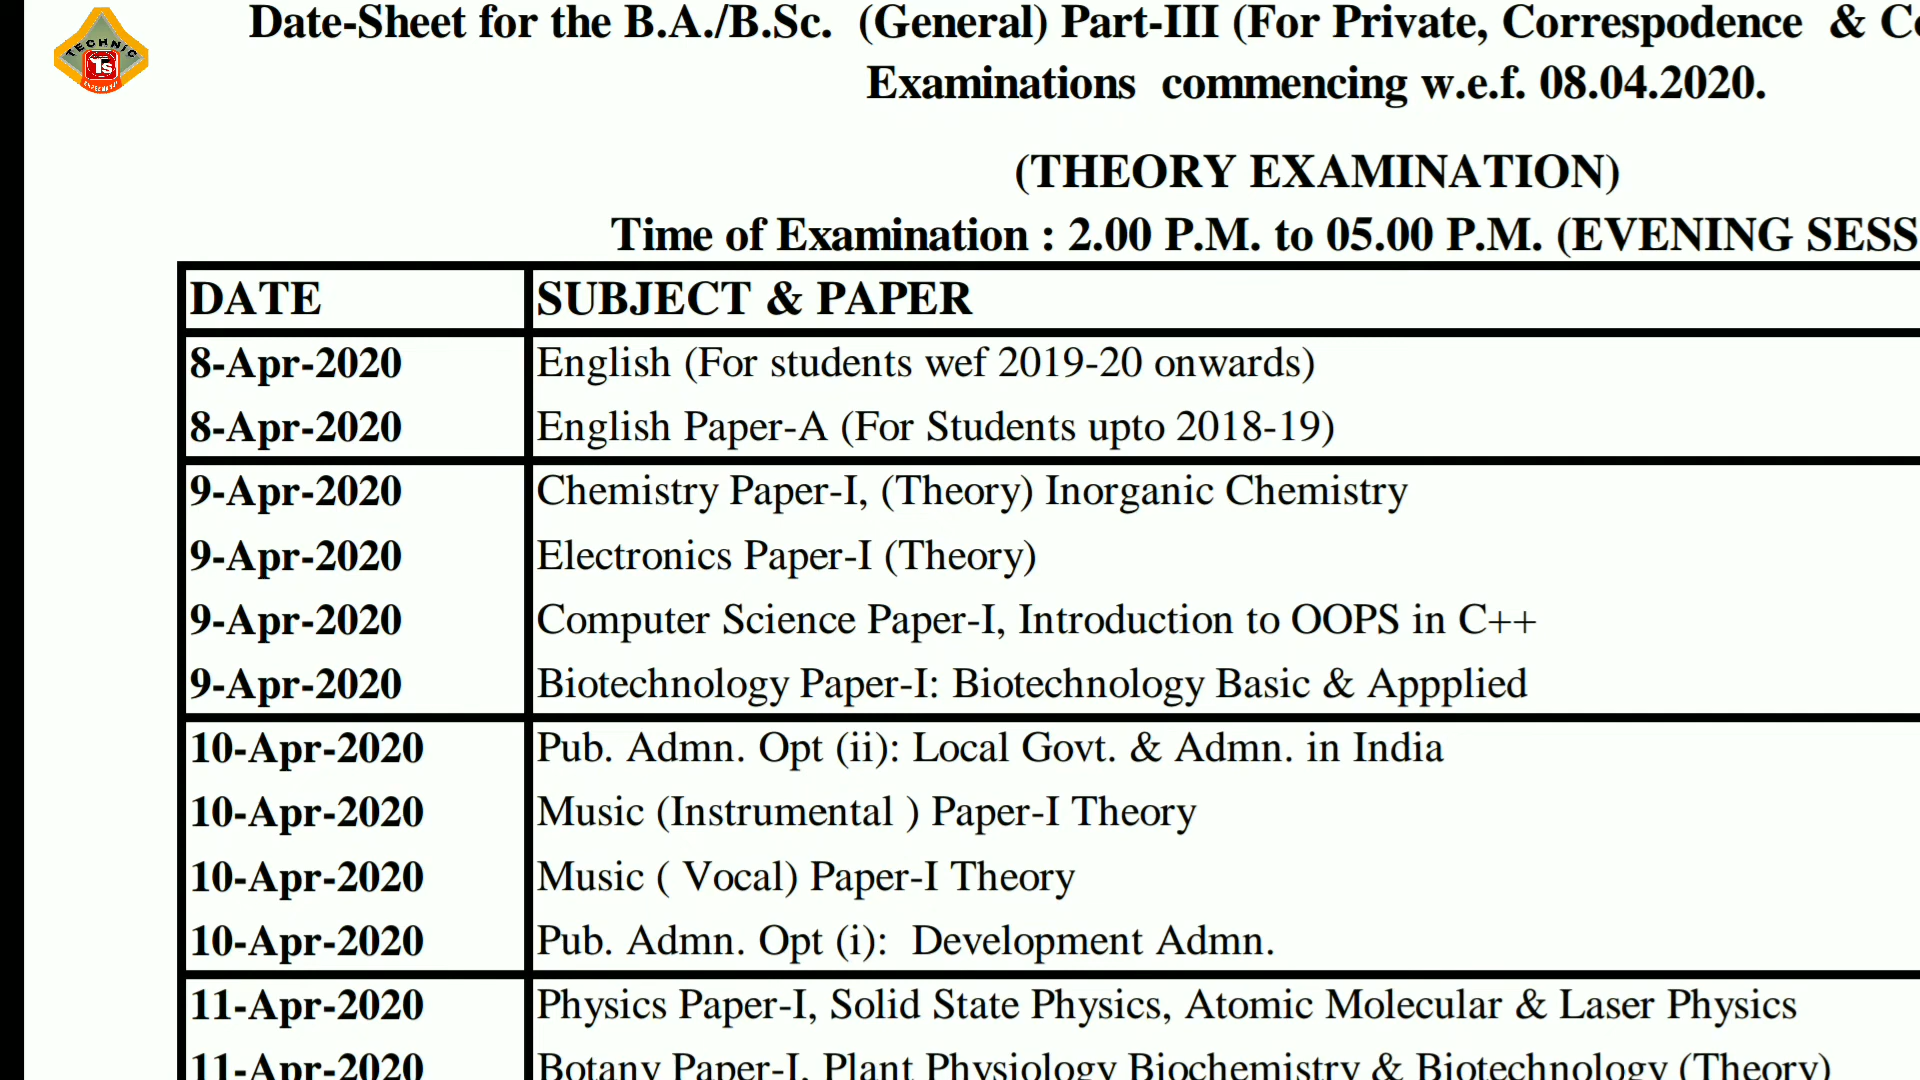 TECHNIC
Ts
Date-Sheet for the B.A./B.Sc. (General) Part-III (For Private, Correspodence & Co
Examinations commencing w.e.f. 08.04.2020.
(THEORY EXAMINATION)
Time of Examination : 2.00 P.M. to 05.00 P.M. (EVENING SESS
DATE SUBJECT & PAPER
8-Apr-2020 English (For students wef 2019-20 onwards)
8-Apr-2020 English Paper-A (For Students upto 2018-19)
9-Apr-2020 Chemistry Paper-I, (Theory) Inorganic Chemistry
9-Apr-2020 Electronics Paper-I (Theory)
9-Apr-2020 Computer Science Paper-I, Introduction to OOPS in C++
9-Apr-2020 Biotechnology Paper-I: Biotechnology Basic & Appplied
10-Apr-2020 Pub. Admn. Opt (ii): Local Govt. & Admn. in India
10-Apr-2020 Music (Instrumental ) Paper-I Theory
10-Apr-2020 Music ( Vocal) Paper-I Theory
10-Apr-2020 Pub. Admn. Opt (i): Development Admn.
11-Apr-2020 Physics Paper-I, Solid State Physics, Atomic Molecular & Laser Physics
11-Apr-2020 Botany Paper-I, Plant Physiology Biochemistry & Biotechnology (Theory)